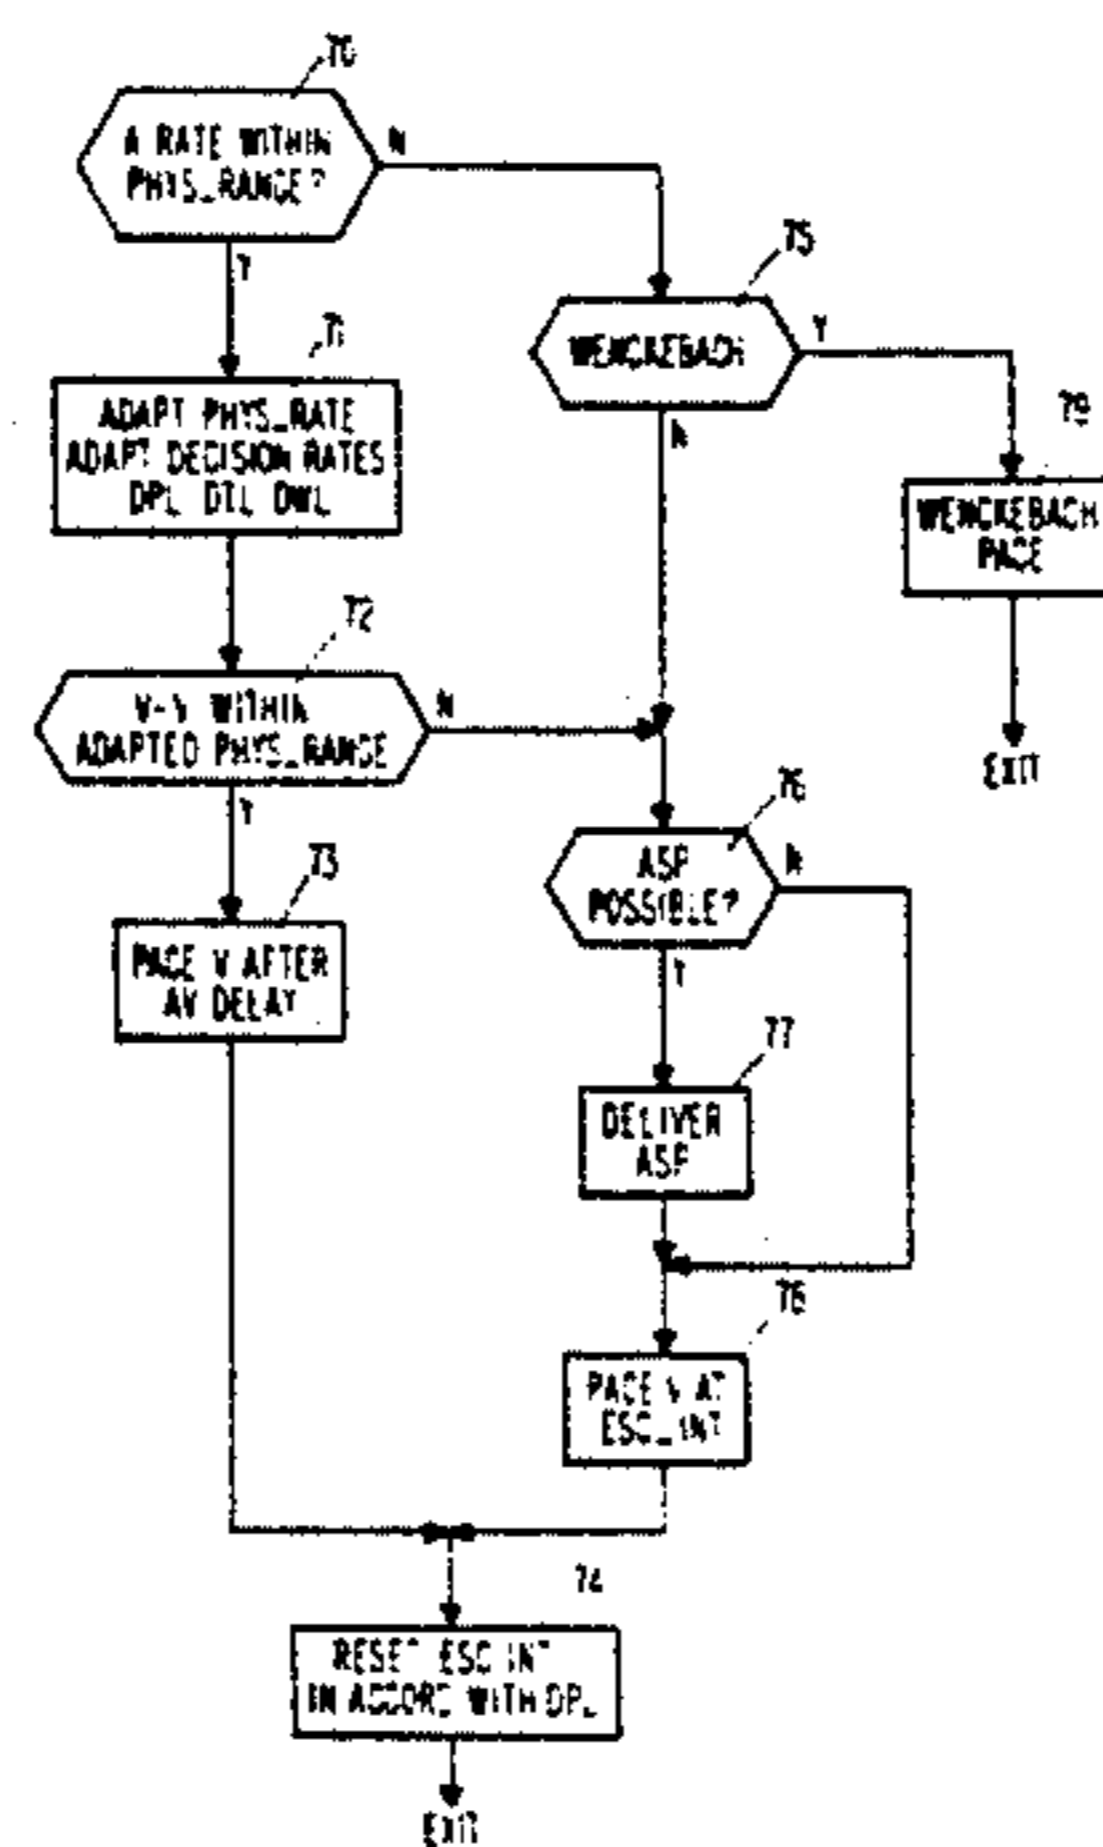 70
A RATE WITHIN
PHYS_RANGE?
N
Y
75
WENCKEBACH
Y
N
71
ADAPT PHYS_RATE
ADAPT DECISION RATES
DPL DTL DWL
79
WENCKEBACH
PACE
EXIT
72
V-V WITHIN
ADAPTED PHYS_RANGE
N
Y
76
ASP
POSSIBLE?
N
Y
73
PACE V AFTER
AV DELAY
77
DELIVER
ASP
78
PACE V AT
ESC_INT
74
RESET ESC INT
IN ACCORD WITH DPL
EXIT